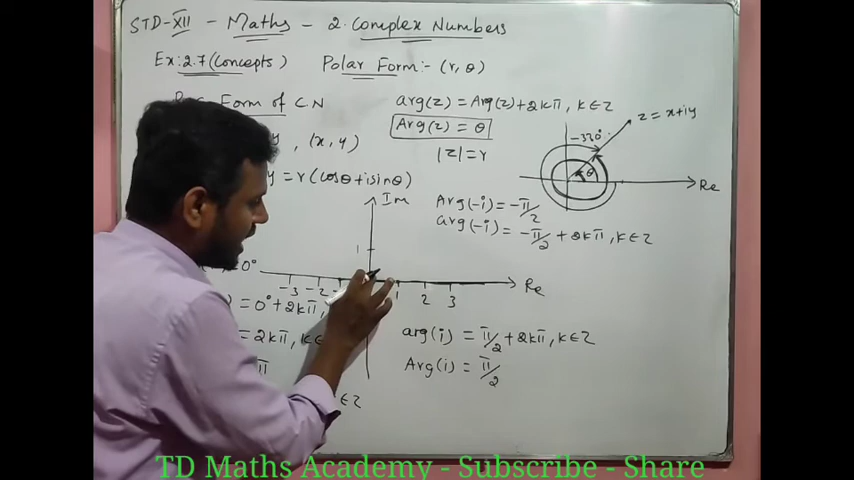 STD-XII - Maths - 2. Complex Numbers
Ex: 2.7 (Concepts) Polar Form:- (r, θ)
Form of CN
arg(z) = Arg(z) + 2kπ, k∈Z
Arg(z) = θ
|z| = r
, (x, y)
y = r(cosθ + isinθ)
z = x+iy
θ
Re
Arg(-i) = -π/2
arg(-i) = -π/2 + 2kπ, k∈Z
Im
1
= 0°
-3 -2 1 2 3 Re
= 0° + 2kπ,
= 2kπ, k∈
π
∈Z
arg(i) = π/2 + 2kπ, k∈Z
Arg(i) = π/2
TD Maths Academy - Subscribe - Share